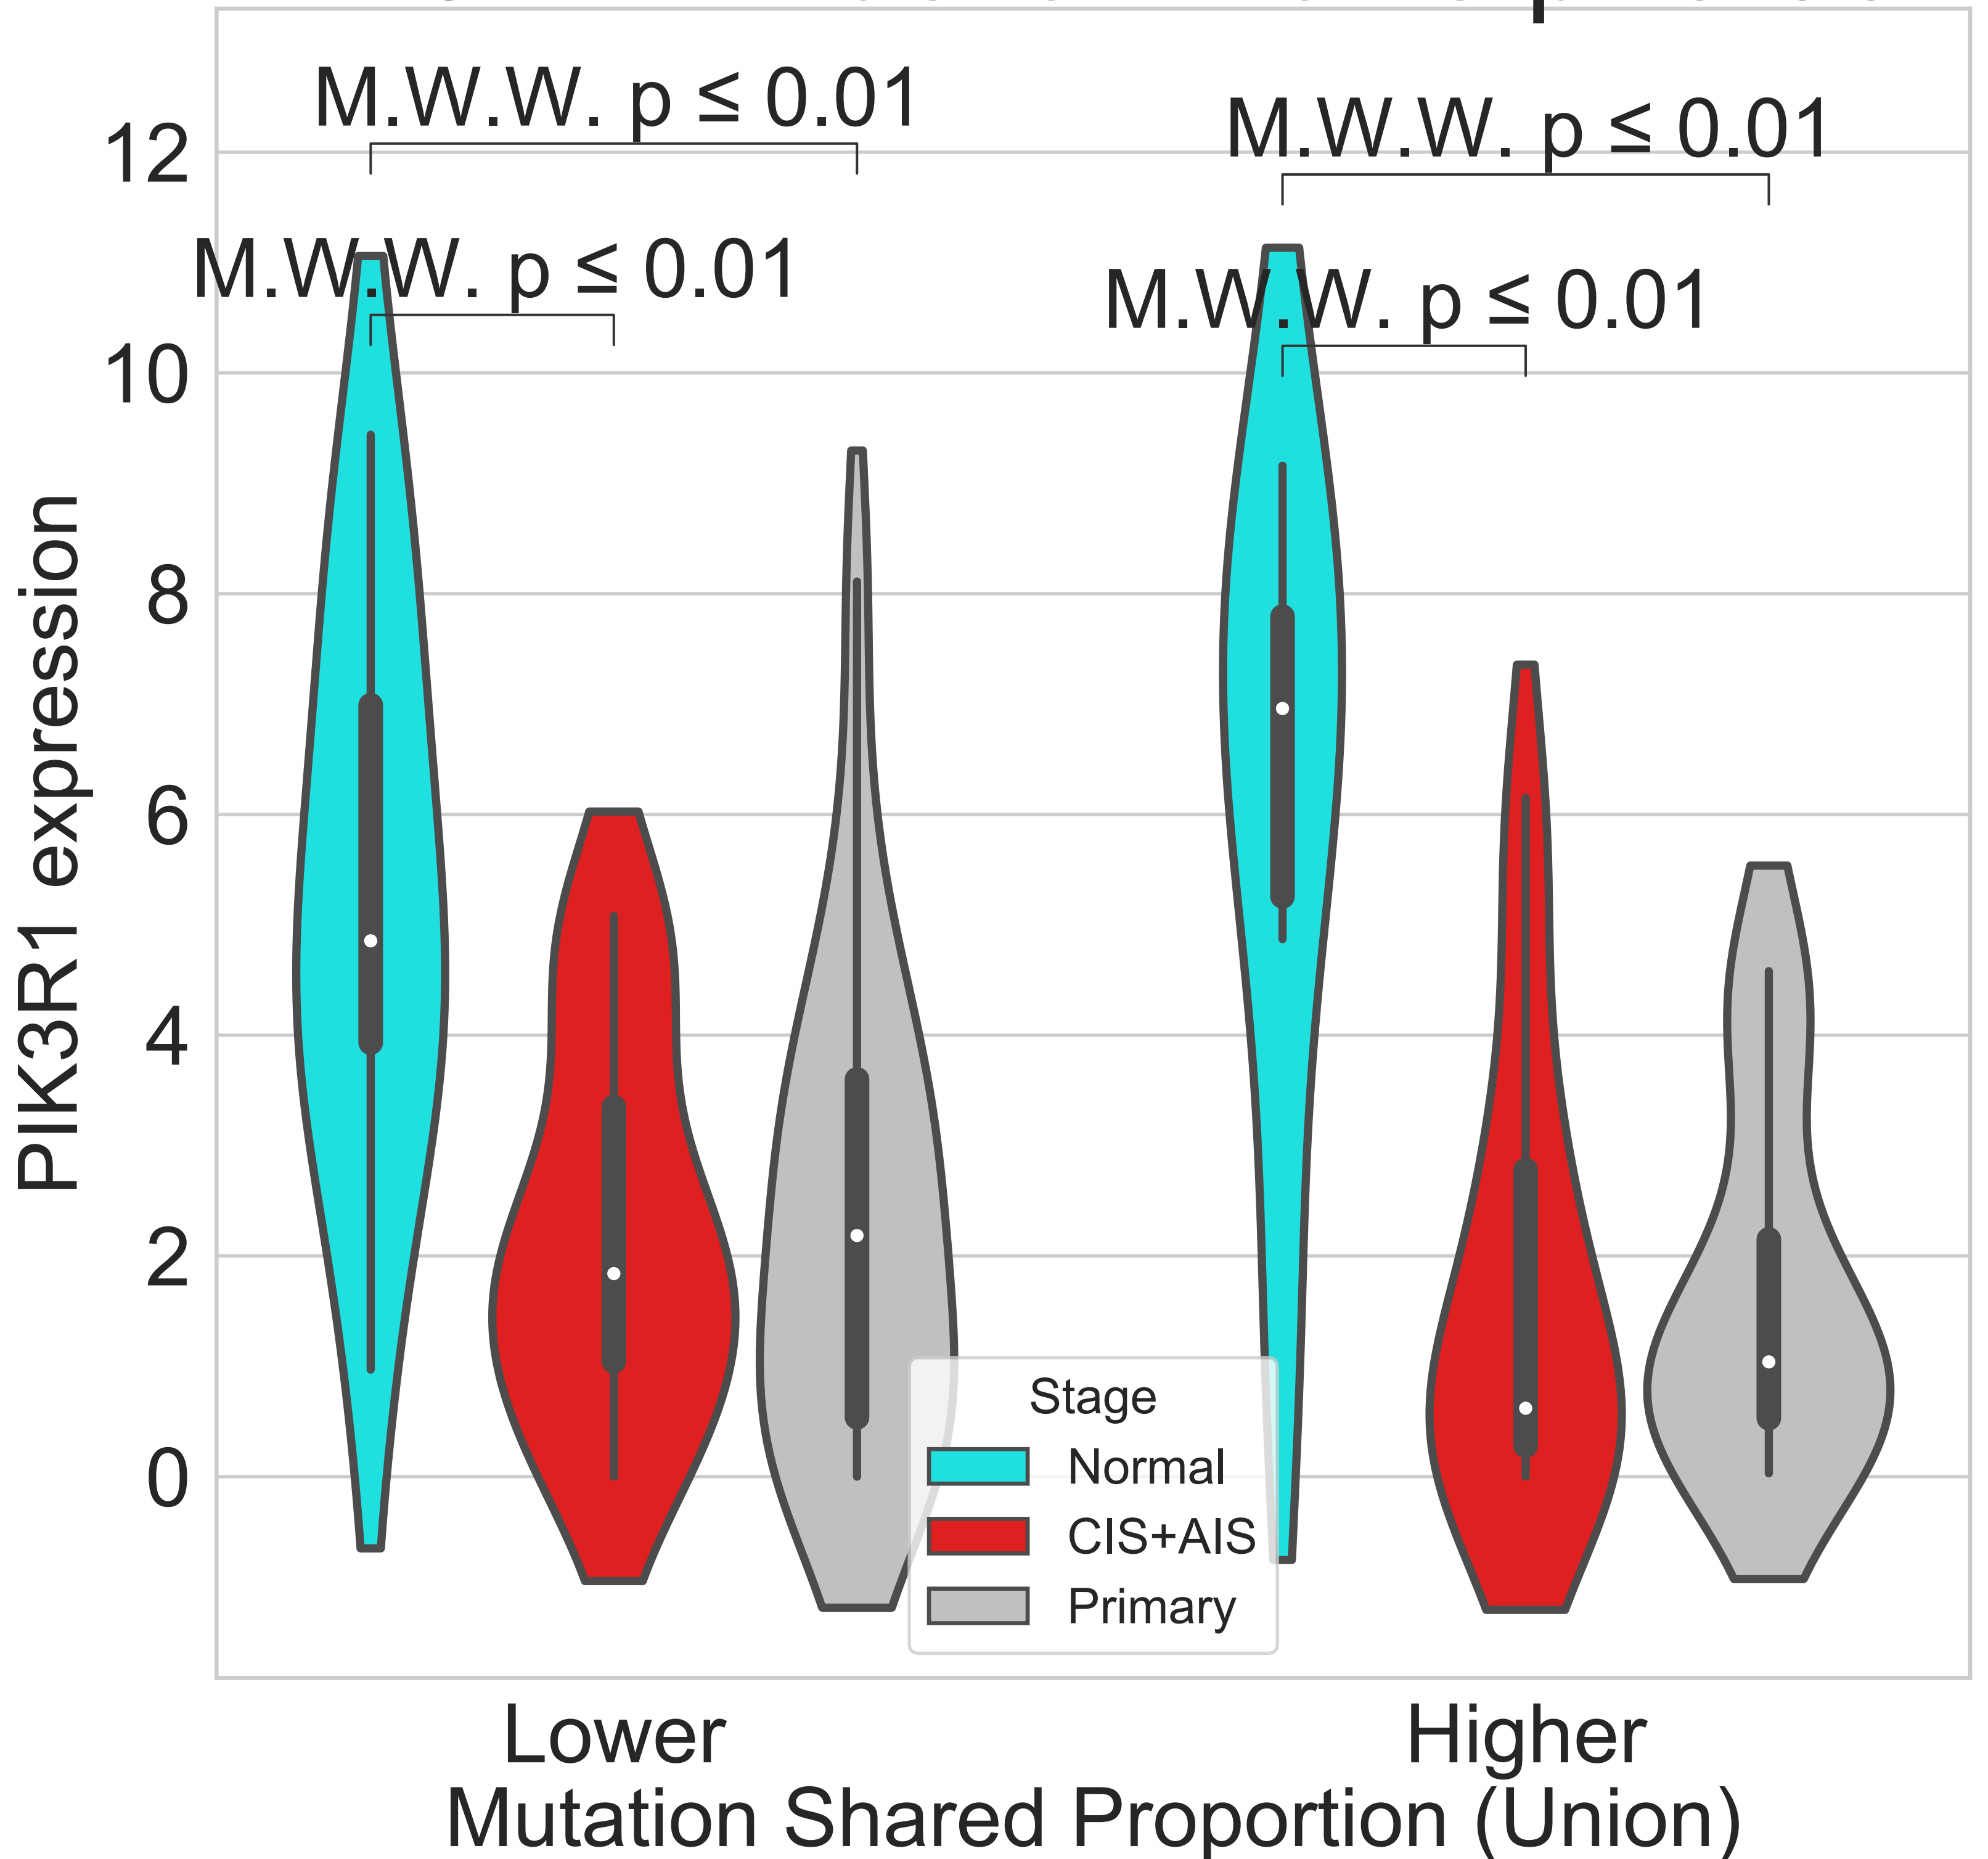 M.W.W. p ≤ 0.01
M.W.W. p ≤ 0.01
M.W.W. p ≤ 0.01
M.W.W. p ≤ 0.01
PIK3R1 expression
12
10
8
6
4
2
0
Stage
Normal
CIS+AIS
Primary
Lower
Higher
Mutation Shared Proportion (Union)